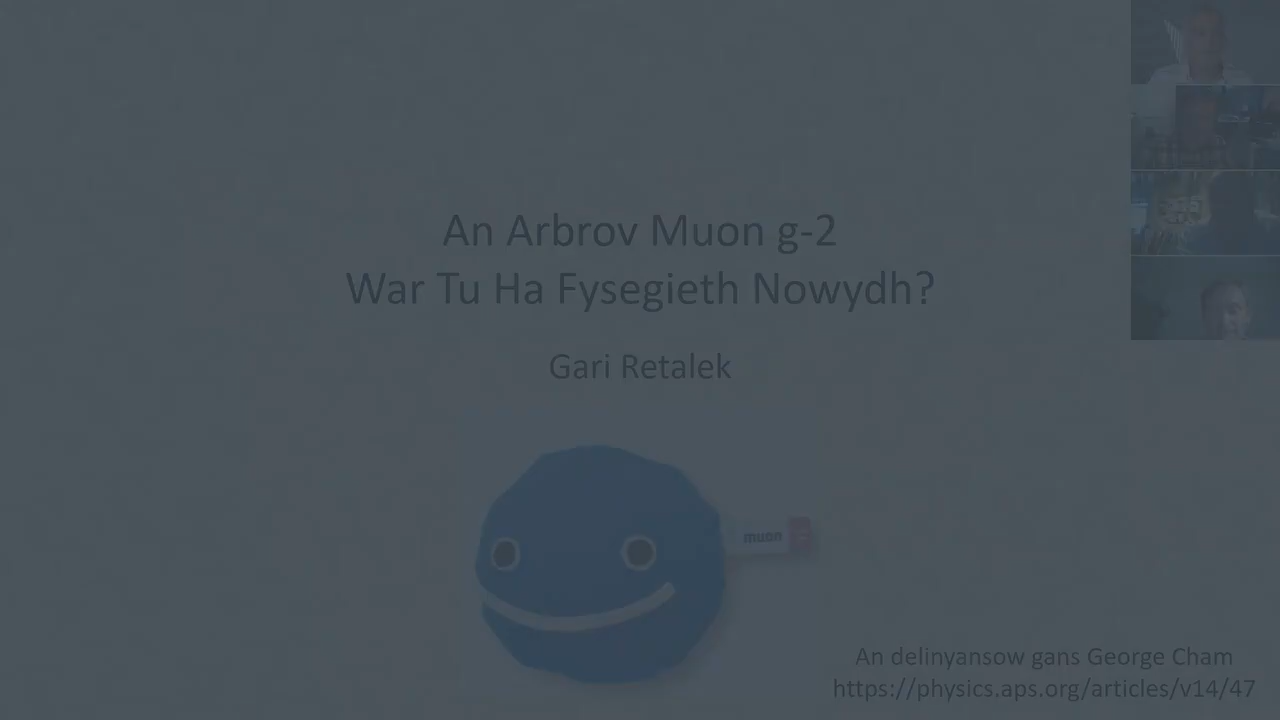 An Arbrov Muon g-2
War Tu Ha Fysegieth Nowydh?
Gari Retalek
muon
An delinyansow gans George Cham
https://physics.aps.org/articles/v14/47